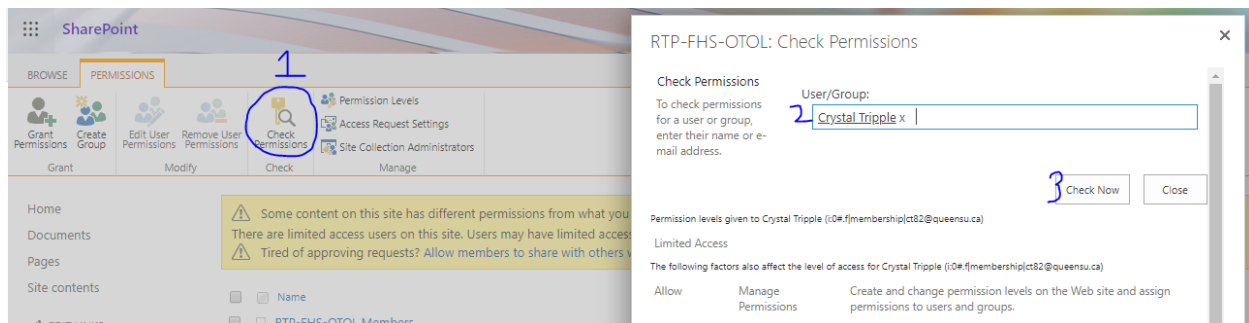 SharePoint
BROWSE PERMISSIONS
1
Grant Permissions
Create Group
Edit User Permissions
Remove User Permissions
Check Permissions
Permission Levels
Access Request Settings
Site Collection Administrators
Grant Modify Check Manage
Home
Documents
Pages
Site contents
Some content on this site has different permissions from what you
There are limited access users on this site. Users may have limited access
Tired of approving requests? Allow members to share with others
Name
RTP-FHS-OTOL Members
RTP-FHS-OTOL: Check Permissions
×
Check Permissions
To check permissions
for a user or group,
enter their name or e-
mail address.
User/Group:
2 Crystal Tripple x
3 Check Now Close
Permission levels given to Crystal Tripple (i:0#.f|membership|ct82@queensu.ca)
Limited Access
The following factors also affect the level of access for Crystal Tripple (i:0#.f|membership|ct82@queensu.ca)
Allow Manage Permissions Create and change permission levels on the Web site and assign
permissions to users and groups.